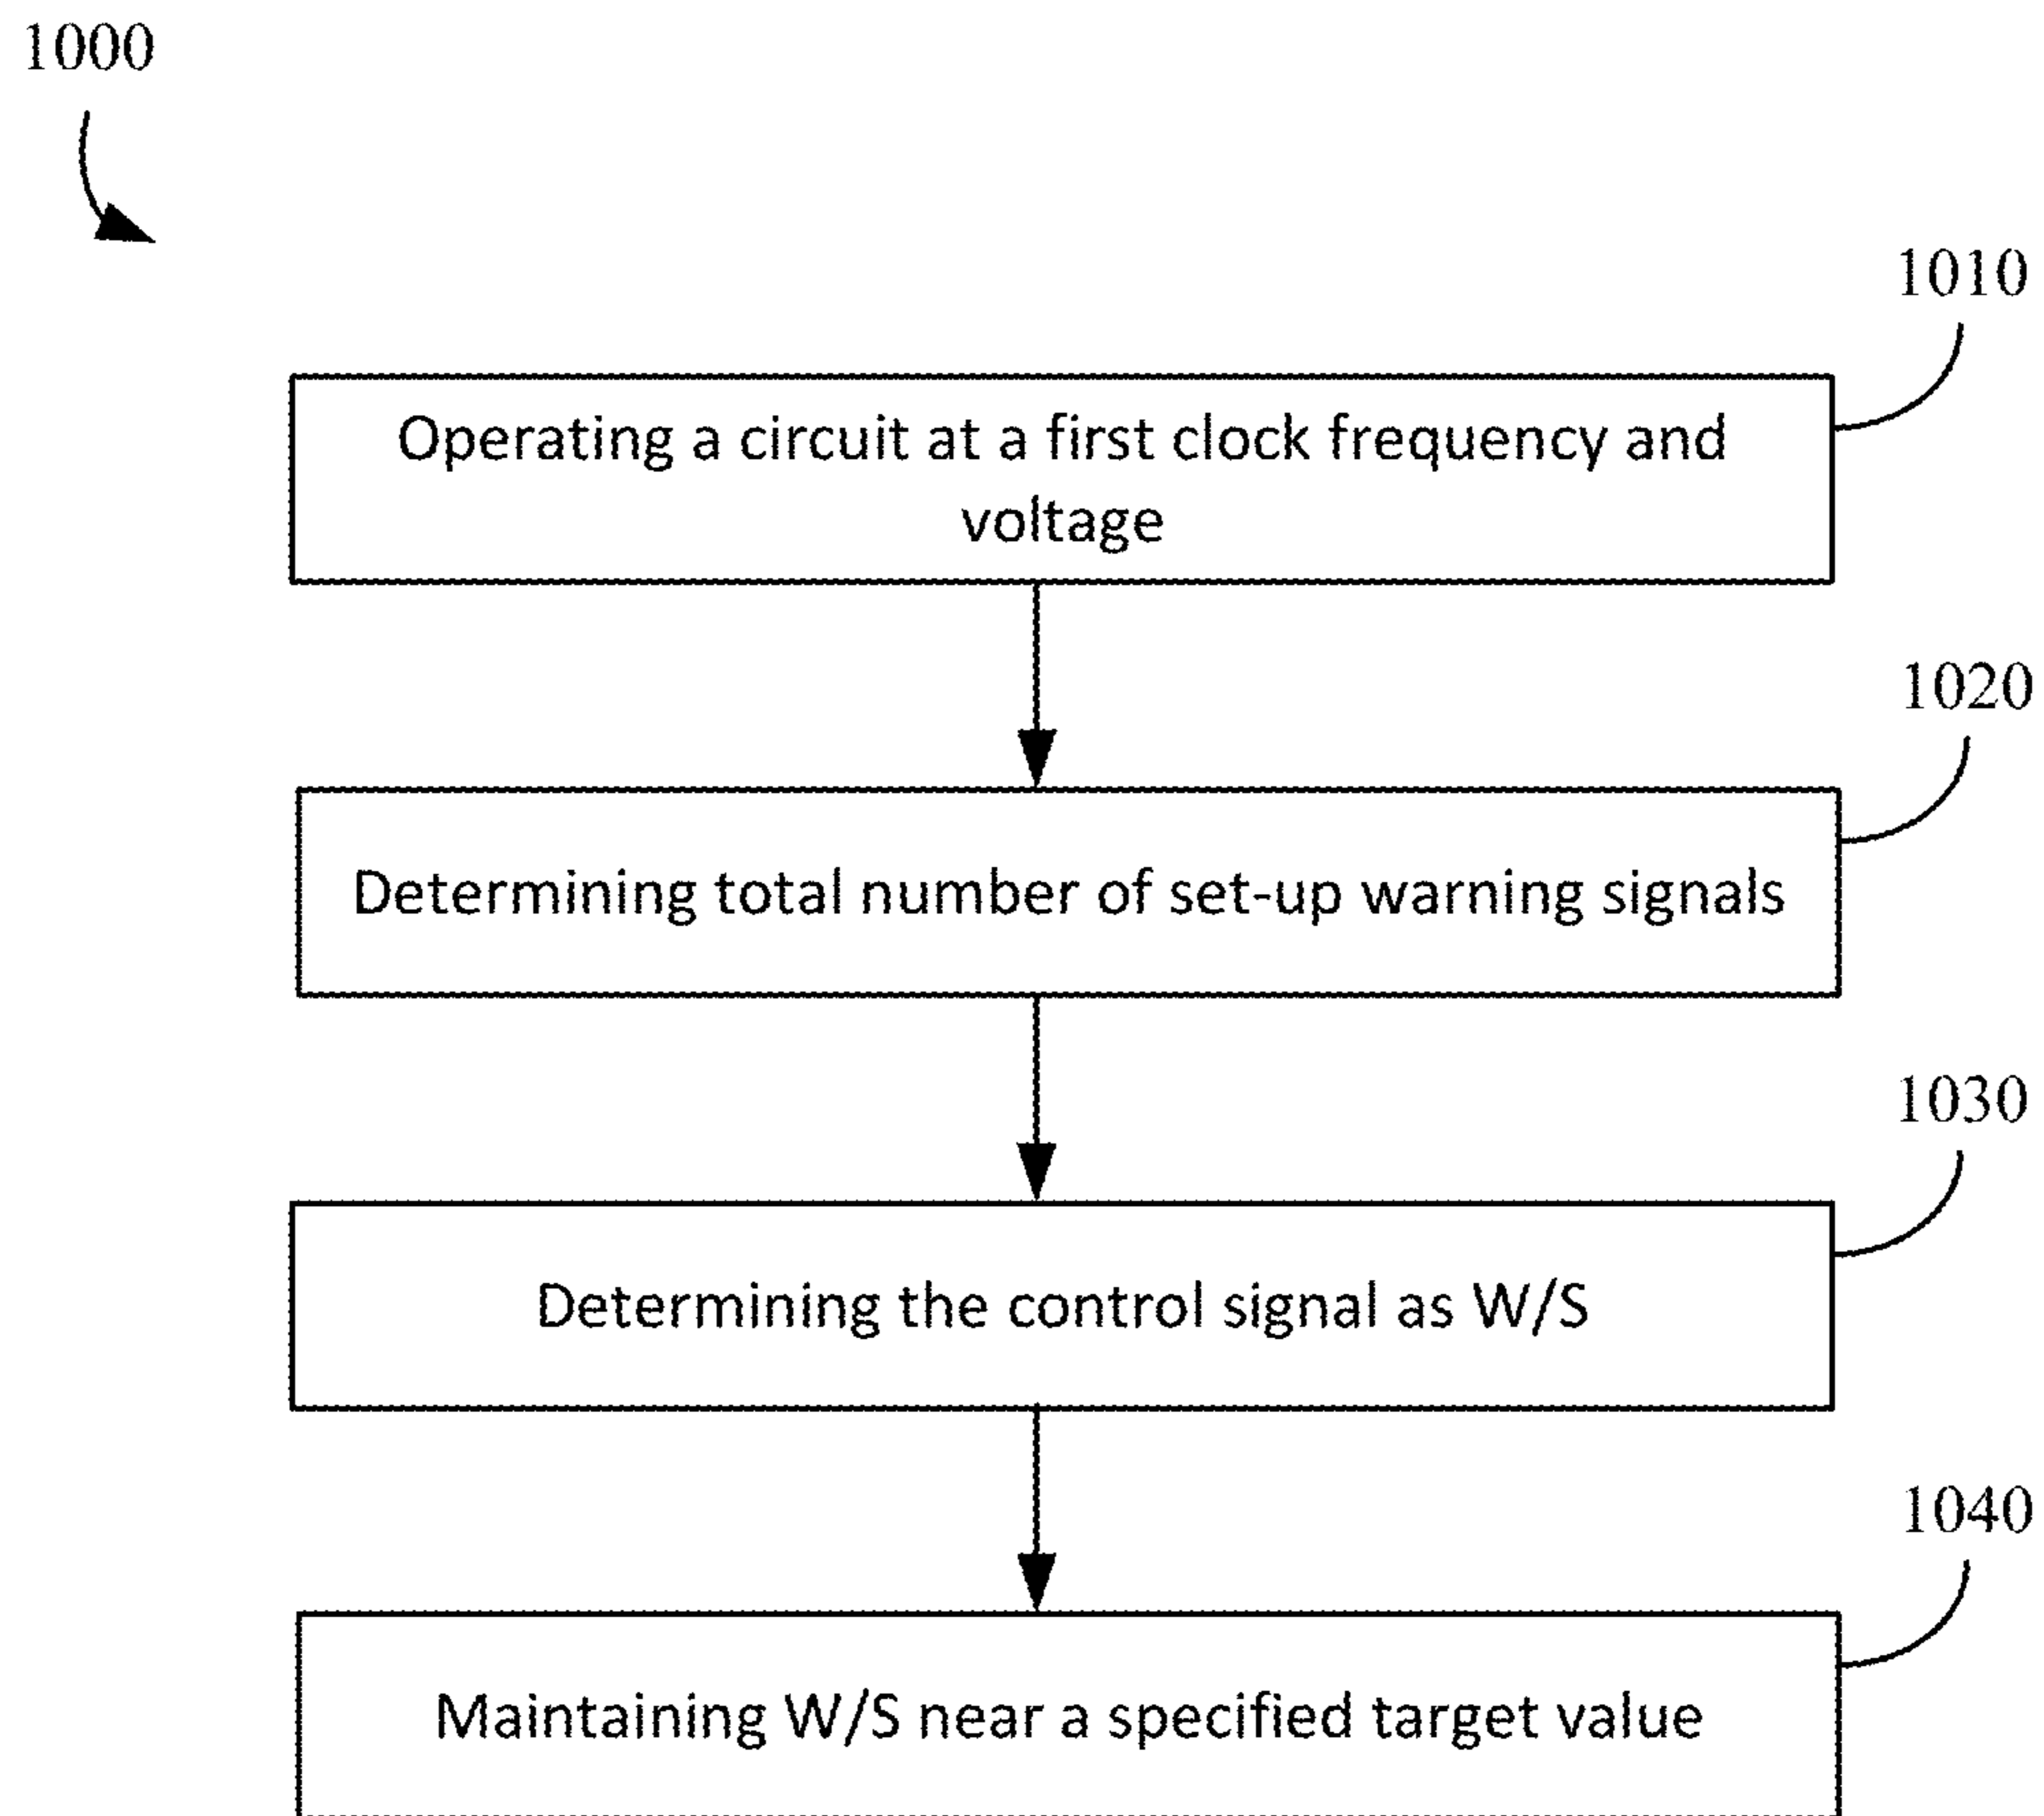 1000
1010
Operating a circuit at a first clock frequency and
voltage
1020
Determining total number of set-up warning signals
1030
Determining the control signal as W/S
1040
Maintaining W/S near a specified target value